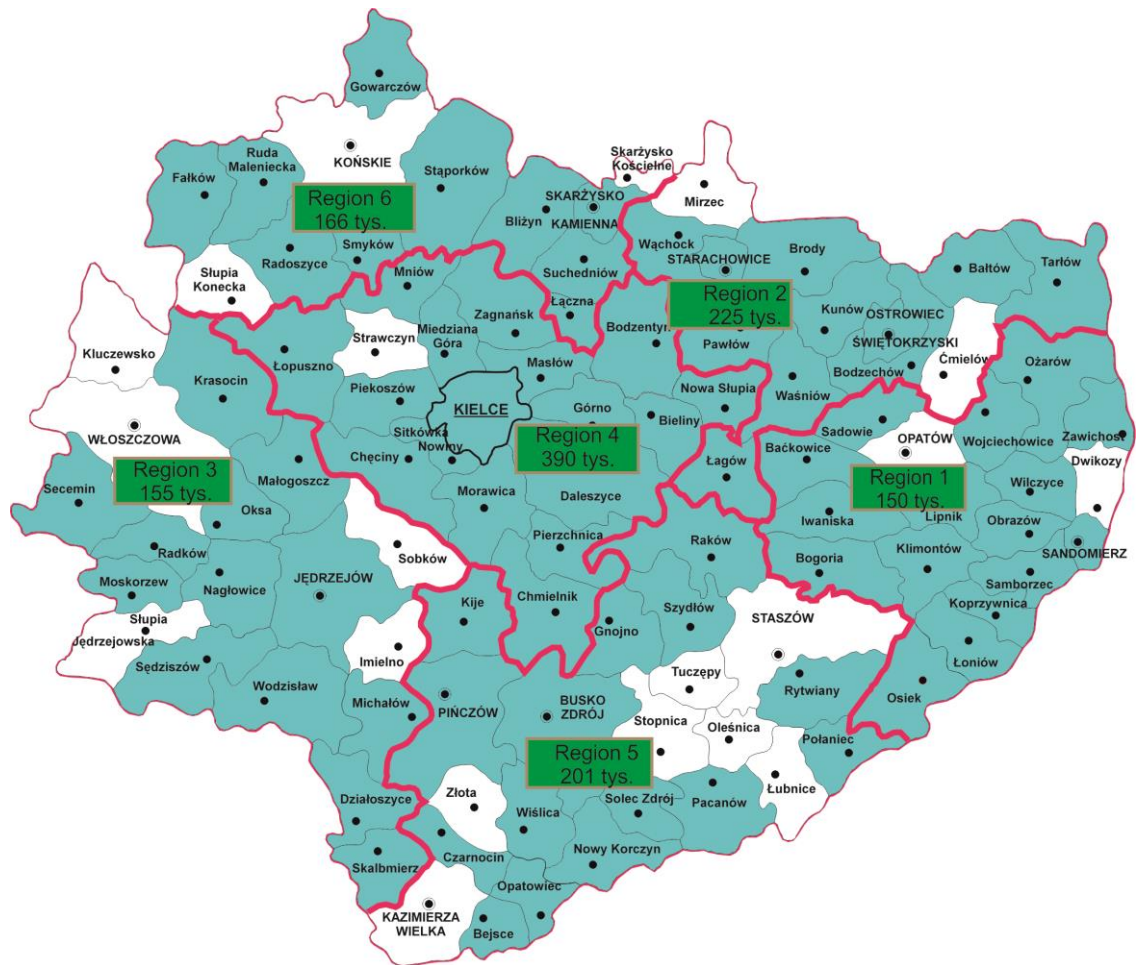 Gowarczów
KOŃSKIE
Ruda
Maleniecka
Fałków
Stąporków
Skarżysko
Kościelne
Mirzec
Region 6
166 tys.
SKARŻYSKO
KAMIENNA
Bliżyn
Smyków
Radoszyce
Słupia
Konecka
Mniów
Suchedniów
Łączna
Wąchock
STARACHOWICE
Brody
Bałtów
Tarłów
Region 2
225 tys.
Pawłów
Kunów
OSTROWIEC
ŚWIĘTOKRZYSKI
Bodzechów
Ćmielów
Waśniów
Kluczewsko
Krasocin
Łopuszno
Strawczyn
Miedziana
Góra
Zagnańsk
Bodzentyn
Masłów
Piekoszów
KIELCE
Górno
Bieliny
Nowa Słupia
Sitkówka
Nowiny
Chęciny
Region 4
390 tys.
Łagów
Morawica
Daleszyce
Pierzchnica
Chmielnik
Raków
Ożarów
Sadowie
OPATÓW
Wojciechowice
Zawichost
Dwikozy
Baćkowice
Region 1
150 tys.
Wilczyce
Iwaniska
Lipnik
Obrazów
SANDOMIERZ
Bogoria
Klimontów
Samborzec
Koprzywnica
Łoniów
Osiek
WŁOSZCZOWA
Region 3
155 tys.
Małogoszcz
Secemin
Oksa
Radków
Moskorzew
Nagłowice
JĘDRZEJÓW
Sobków
Słupia
Jędrzejowska
Sędziszów
Imielno
Wodzisław
Michałów
Działoszyce
Skalbmierz
Kije
Gnojno
Szydłów
STASZÓW
Tuczępy
Rytwiany
PIŃCZÓW
BUSKO
ZDRÓJ
Stopnica
Oleśnica
Połaniec
Region 5
201 tys.
Łubnice
Złota
Wiślica
Solec Zdrój
Pacanów
Czarnocin
Nowy Korczyn
Opatowiec
KAZIMIERZA
WIELKA
Bejsce